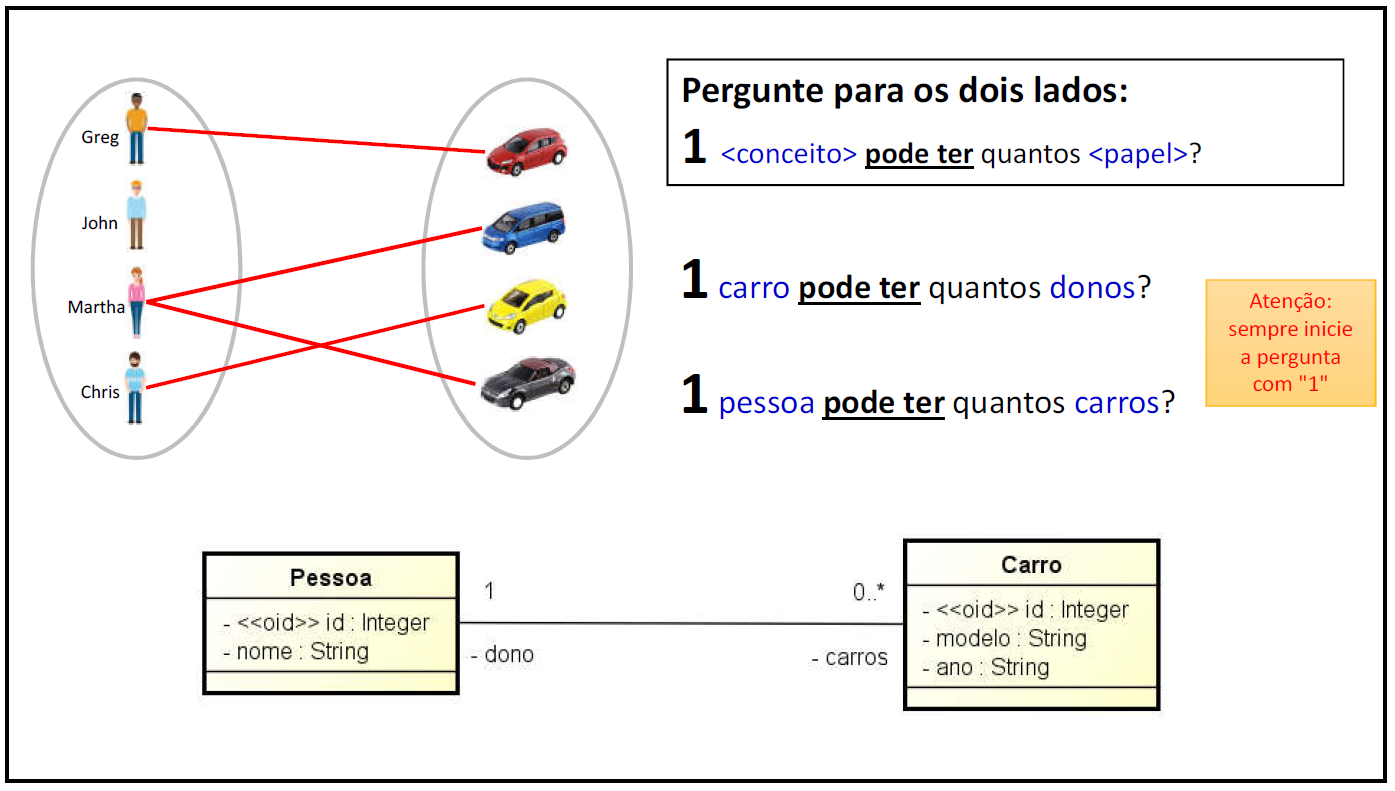 Greg
John
Martha
Chris
Pergunte para os dois lados:
1 <conceito> pode ter quantos <papel>?
1 carro pode ter quantos donos?
1 pessoa pode ter quantos carros?
Atenção:
sempre inicie
a pergunta
com "1"
Pessoa
- <<oid>> id : Integer
- nome : String
1
- dono
0..*
- carros
Carro
- <<oid>> id : Integer
- modelo : String
- ano : String